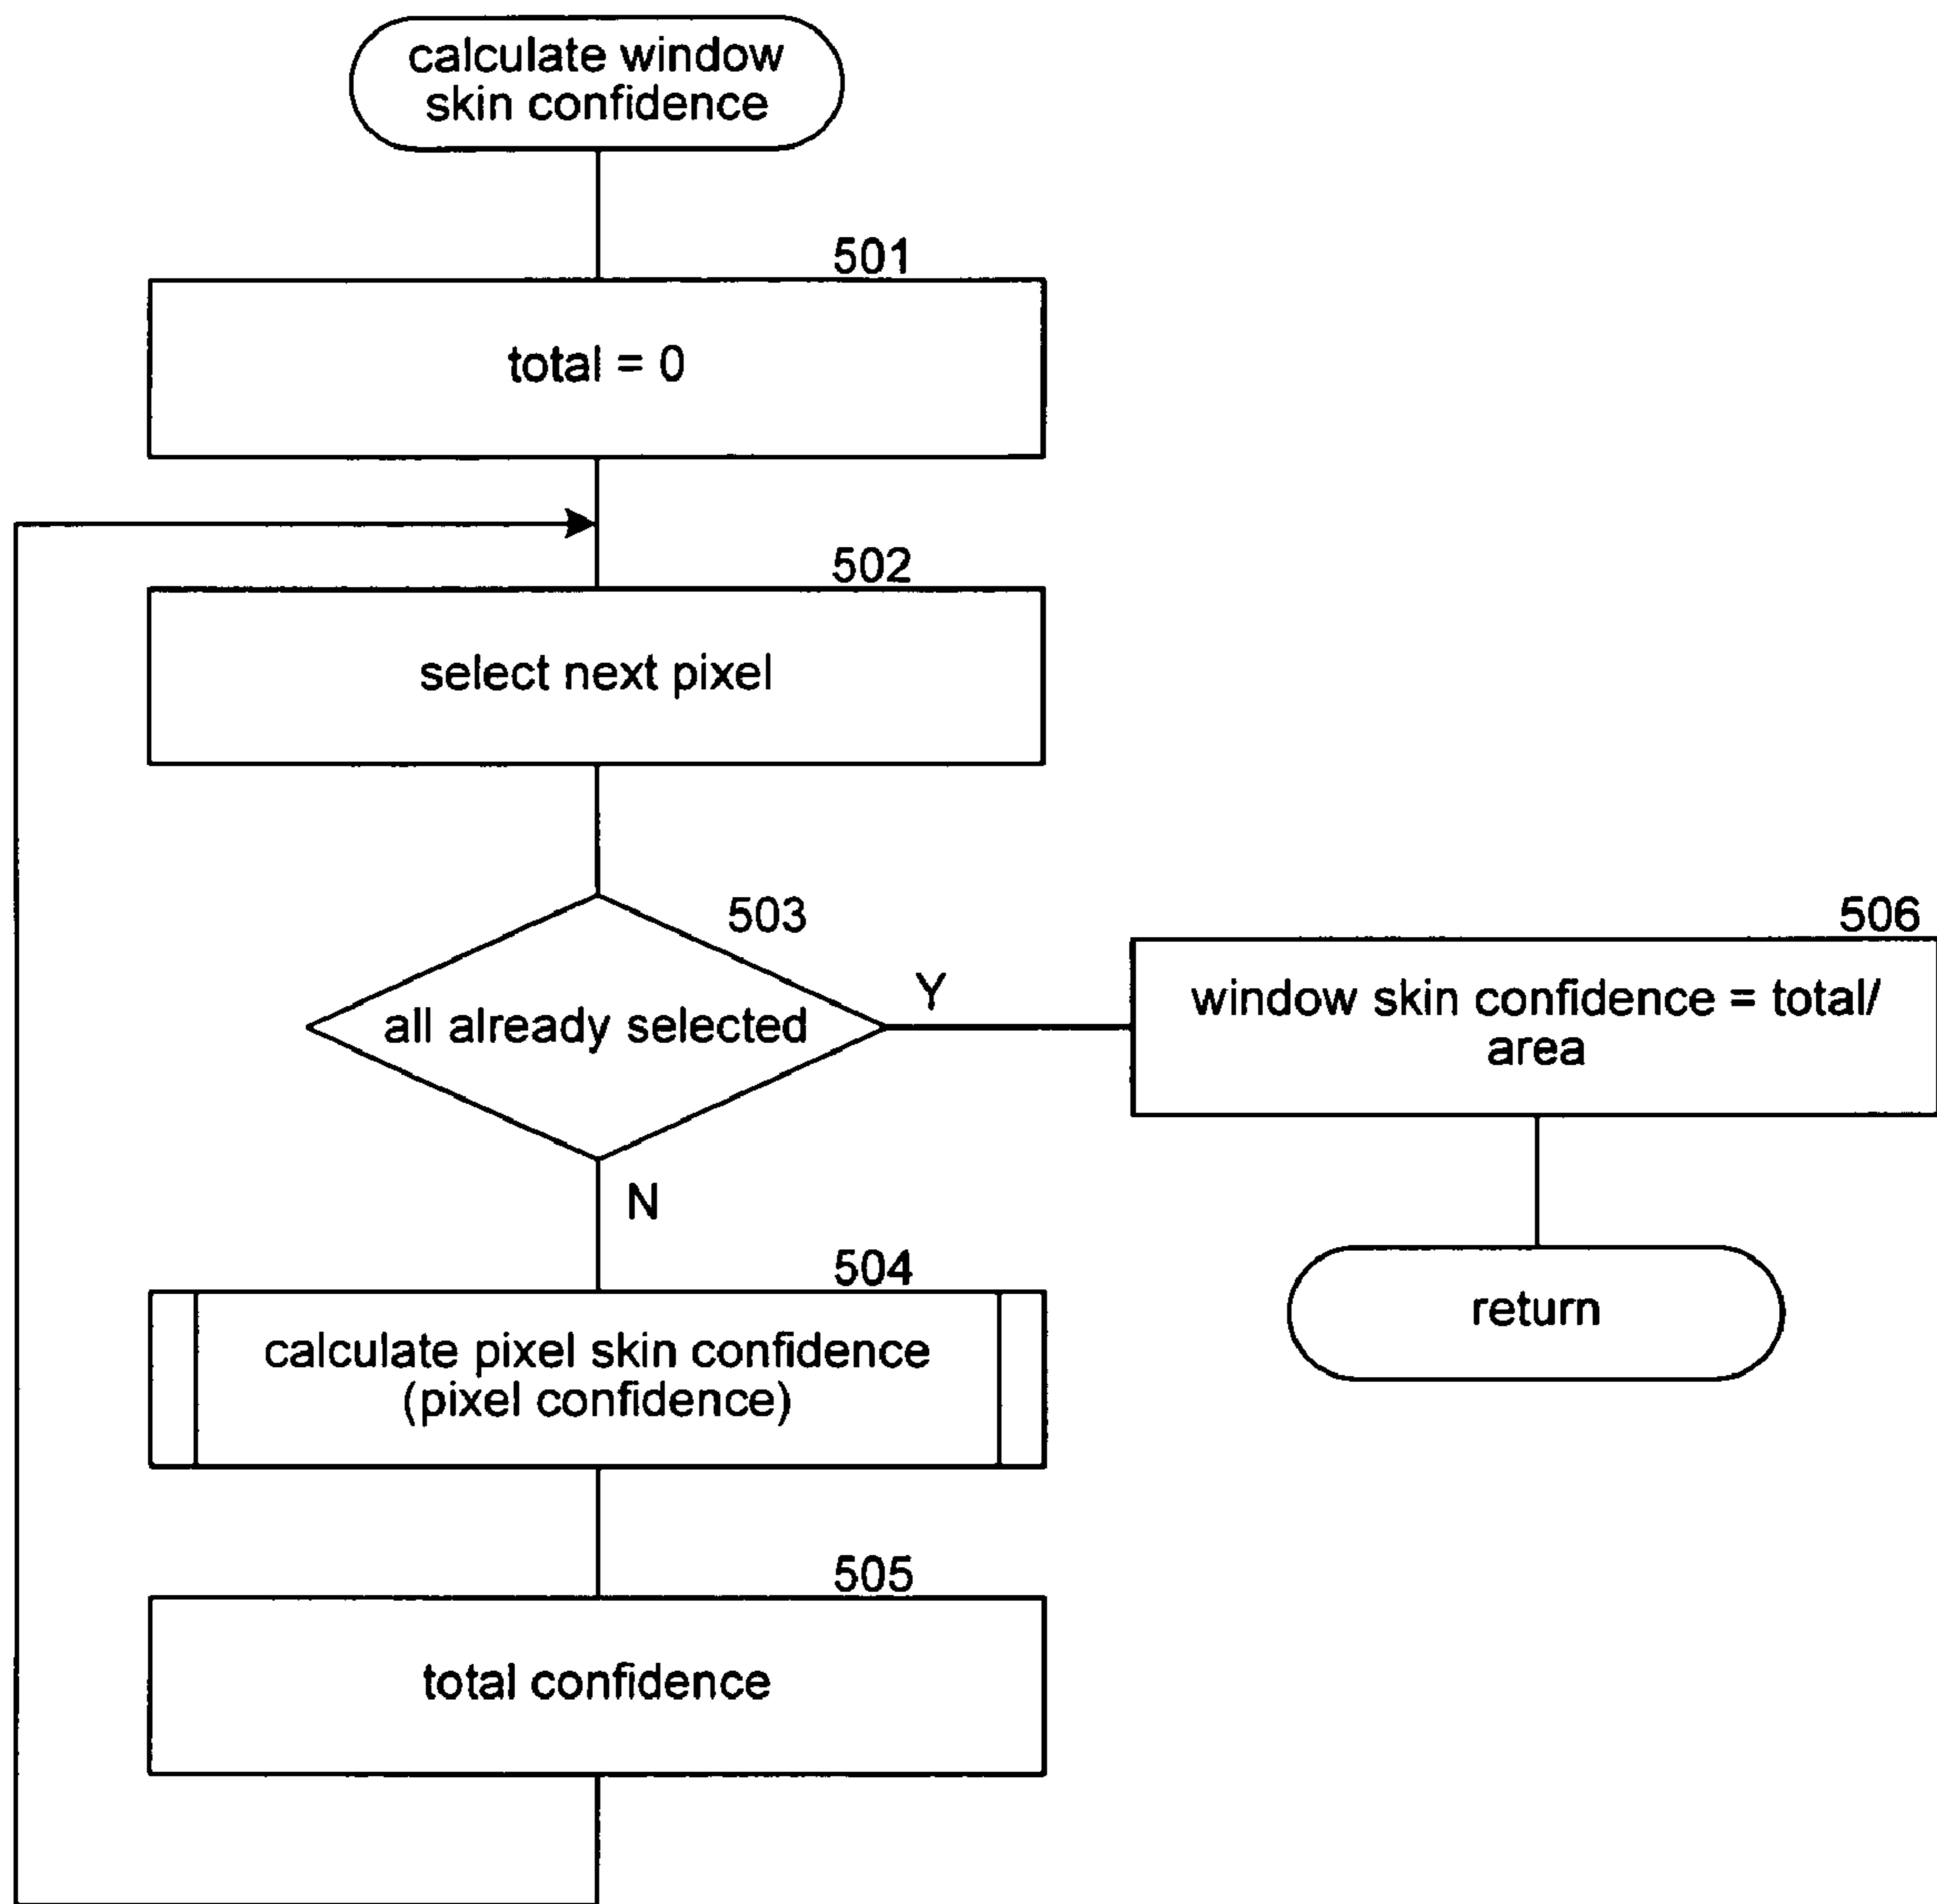 calculate window
skin confidence
501
total = 0
502
select next pixel
503
all already selected
Y
N
506
window skin confidence = total/
area
return
504
calculate pixel skin confidence
(pixel confidence)
505
total confidence